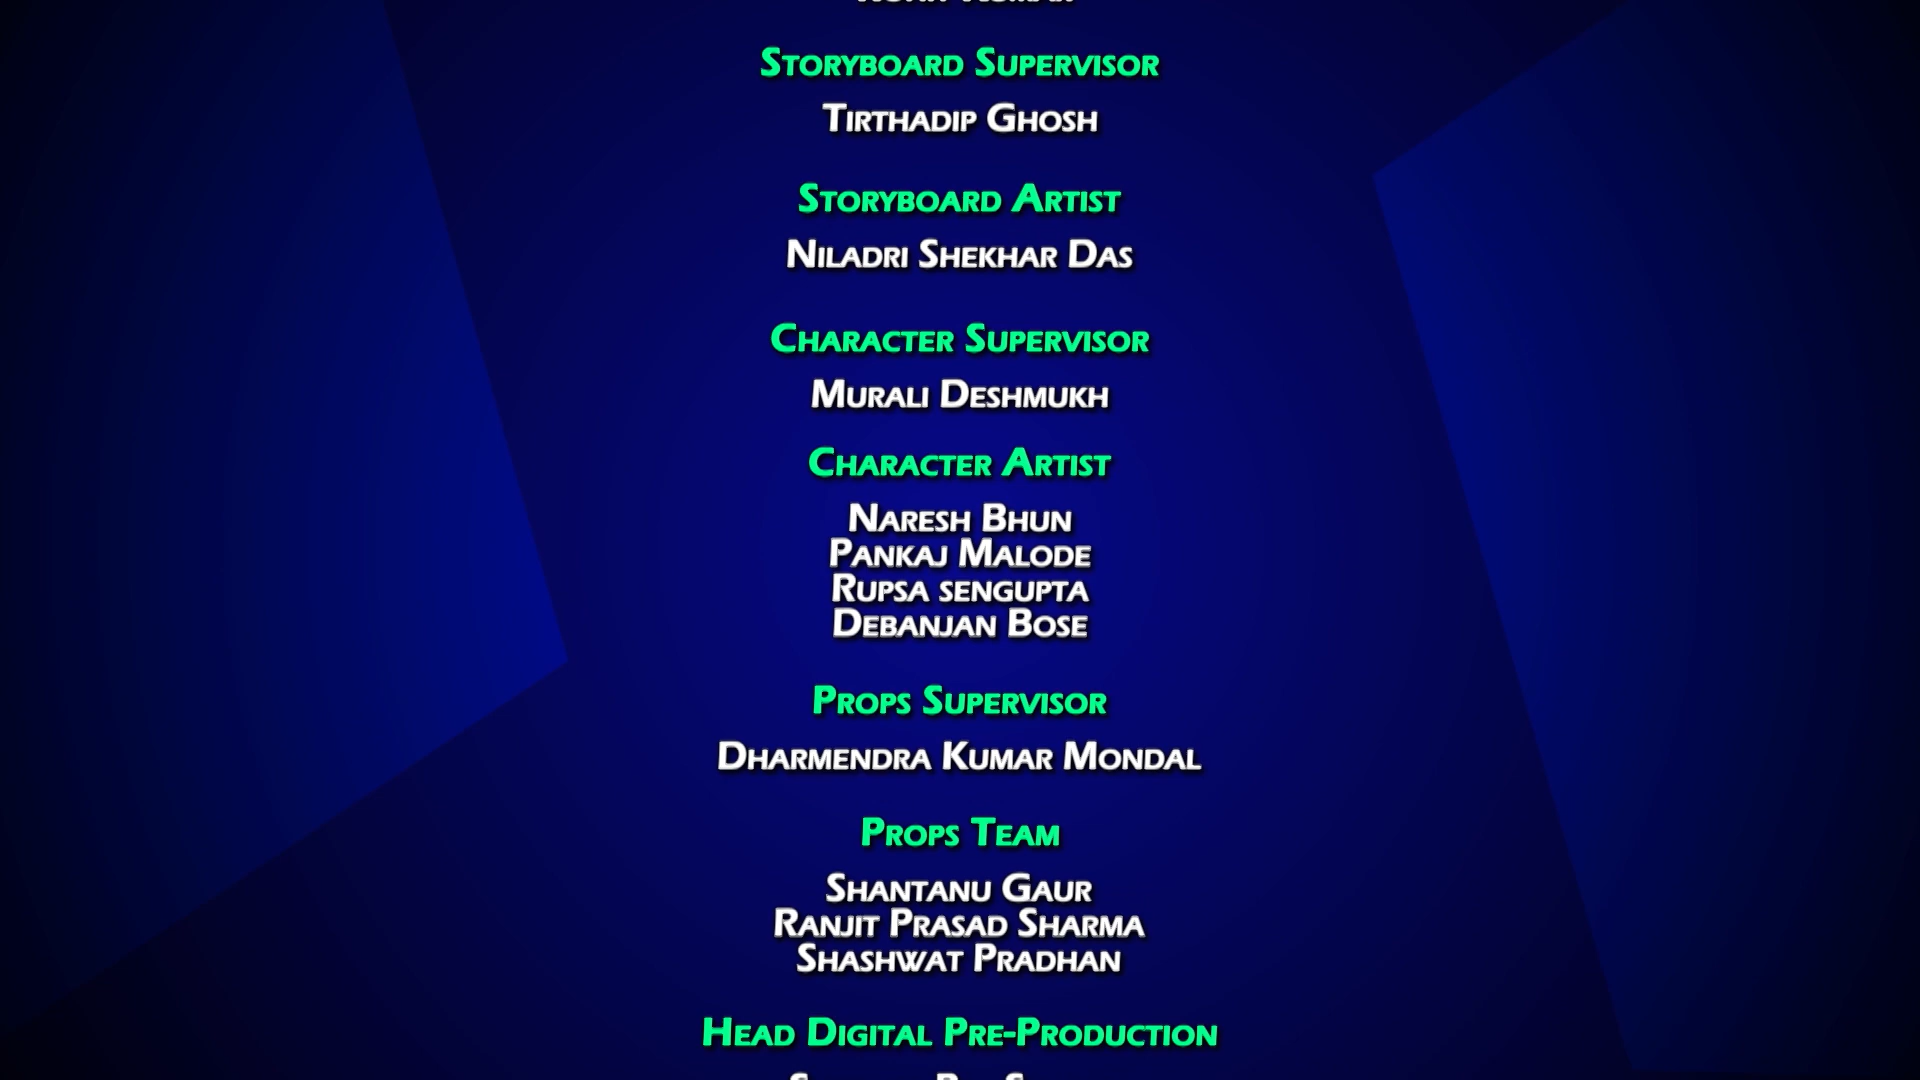 Storyboard Supervisor
Tirthadip Ghosh
Storyboard Artist
Niladri Shekhar Das
Character Supervisor
Murali Deshmukh
Character Artist
Naresh Bhun
Pankaj Malode
Rupsa sengupta
Debanjan Bose
Props Supervisor
Dharmendra Kumar Mondal
Props Team
Shantanu Gaur
Ranjit Prasad Sharma
Shashwat Pradhan
Head Digital Pre-Production